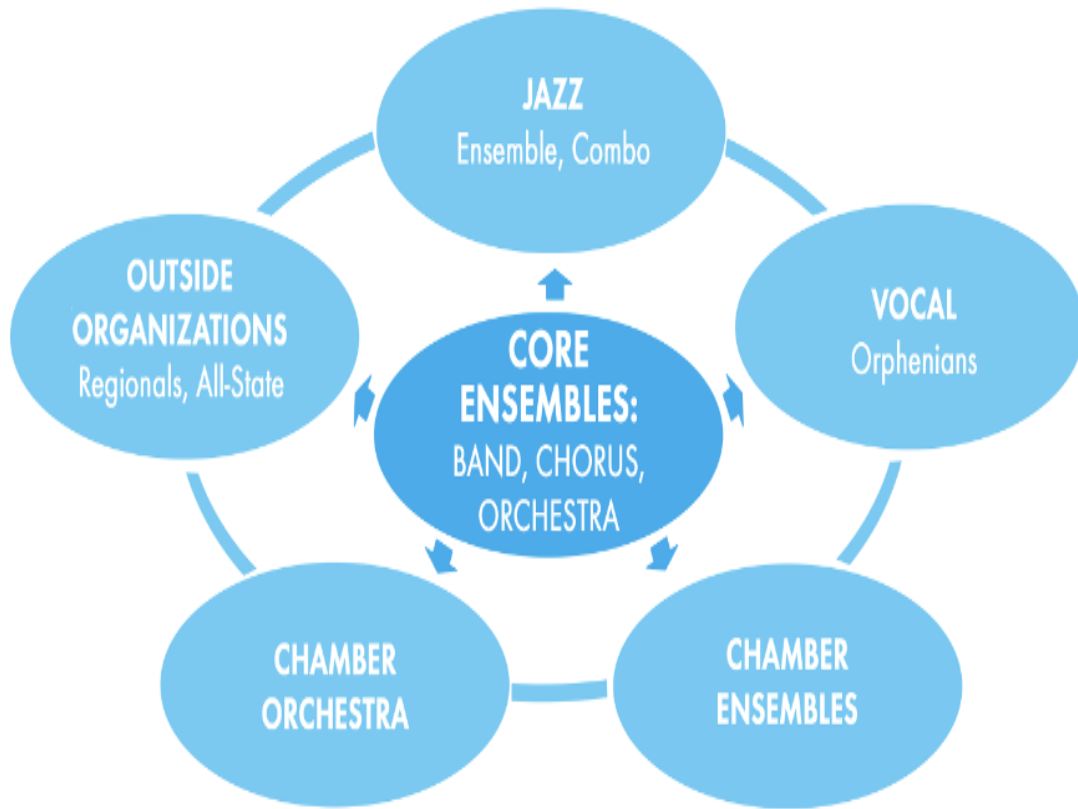 JAZZ
Ensemble, Combo
OUTSIDE
ORGANIZATIONS
Regionals, All-State
VOCAL
Orphenians
CORE
ENSEMBLES:
BAND, CHORUS,
ORCHESTRA
CHAMBER
ORCHESTRA
CHAMBER
ENSEMBLES